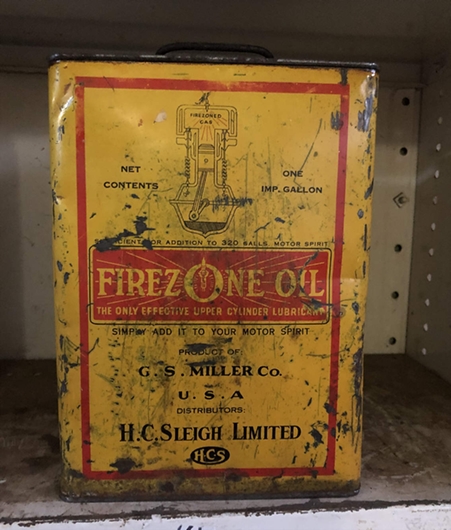 FIREZONED
CAR
NET
CONTENTS
ONE
IMP. GALLON
FOR ADDITION TO 320 GALLS. MOTOR SPIRIT
FIREZONE OIL
THE ONLY EFFECTIVE UPPER CYLINDER LUBRICANT
SIMPLY ADD IT TO YOUR MOTOR SPIRIT
PRODUCT OF
G. S. MILLER CO.
U. S. A
DISTRIBUTORS:
H.C. SLEIGH LIMITED
HCS